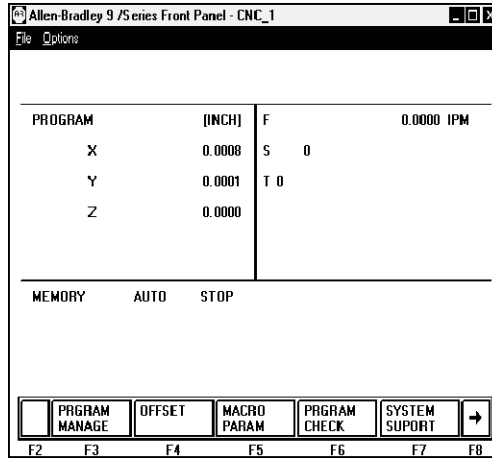 Allen-Bradley 9 /Series Front Panel - CNC_1
File Options
PROGRAM [INCH] F 0.0000 IPM
X 0.0008 S 0
Y 0.0001 T 0
Z 0.0000
MEMORY AUTO STOP
PRGRAM MANAGE
OFFSET
MACRO PARAM
PRGRAM CHECK
SYSTEM SUPORT
F2 F3 F4 F5 F6 F7 F8